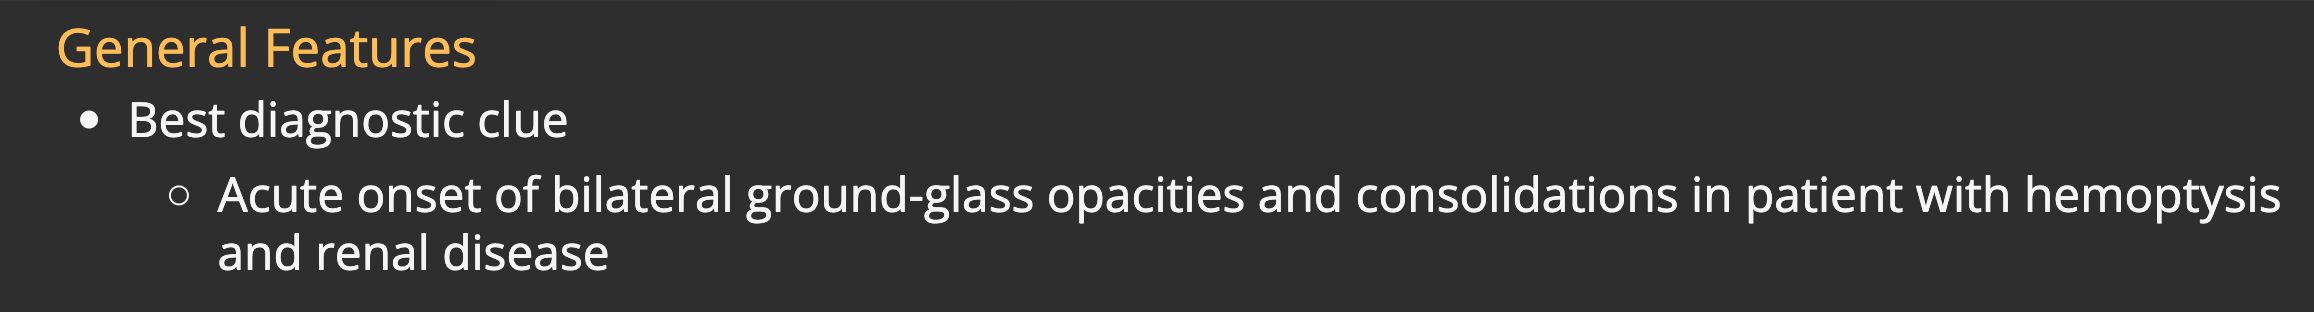 General Features
• Best diagnostic clue
○ Acute onset of bilateral ground-glass opacities and consolidations in patient with hemoptysis
and renal disease